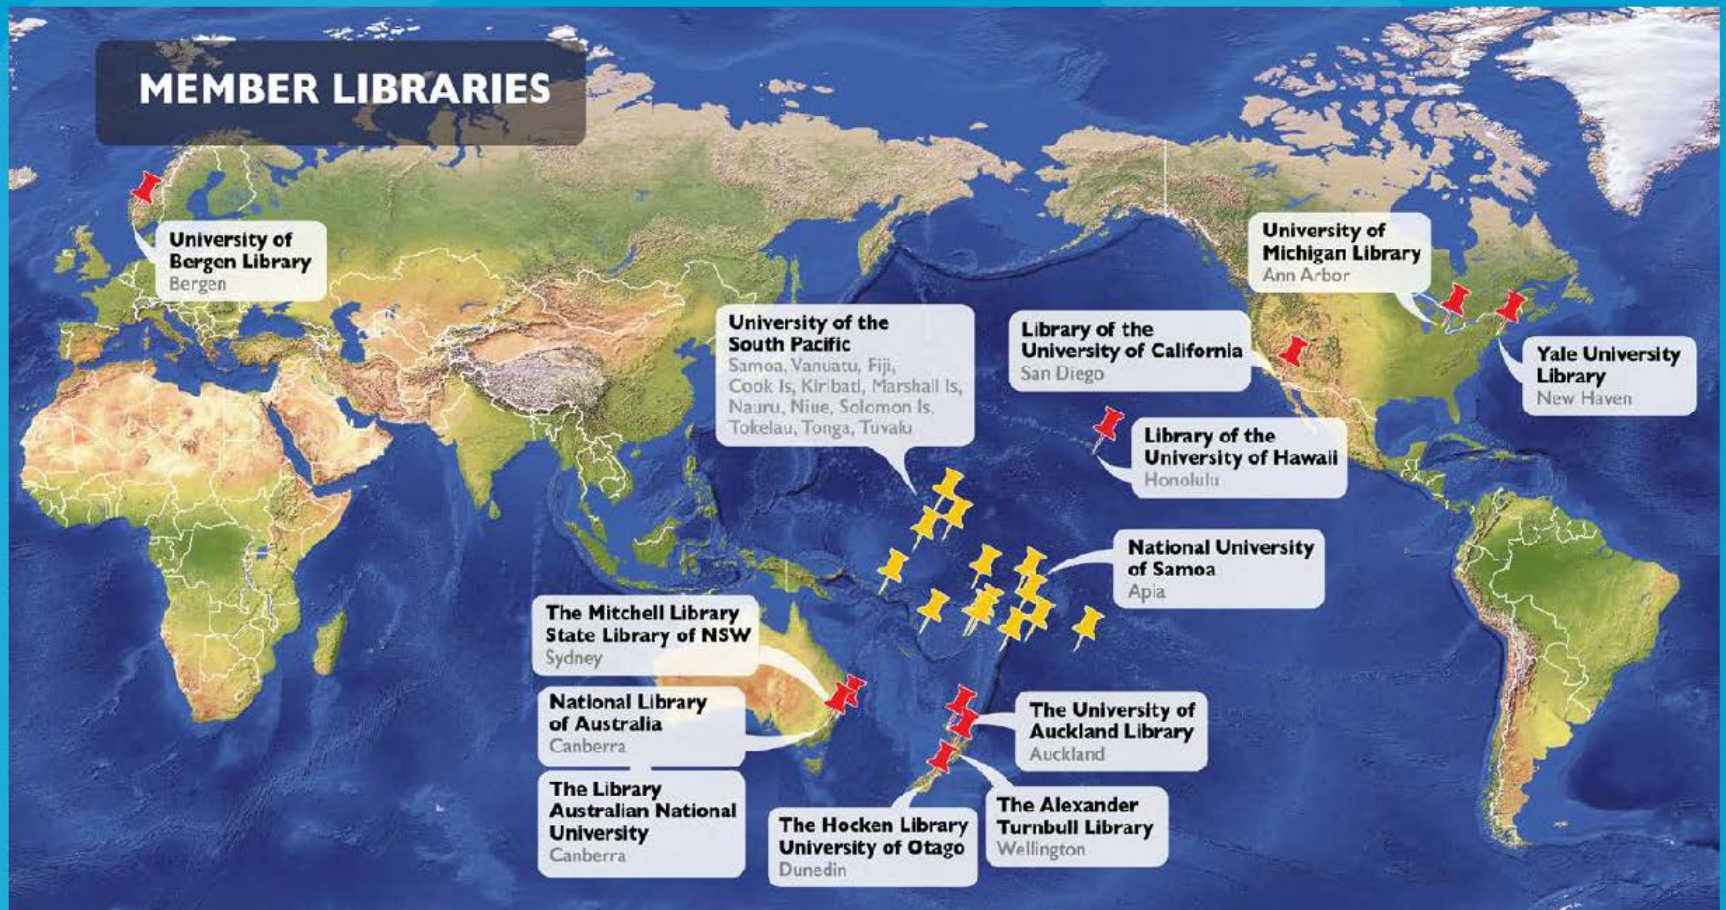 MEMBER LIBRARIES
University of
Bergen Library
Bergen
University of
Michigan Library
Ann Arbor
University of the
South Pacific
Samoa, Vanuatu, Fiji,
Cook Is, Kiribati, Marshall Is,
Nauru, Niue, Solomon Is,
Tokelau, Tonga, Tuvalu
Library of the
University of California
San Diego
Yale University
Library
New Haven
Library of the
University of Hawaii
Honolulu
National University
of Samoa
Apia
The Mitchell Library
State Library of NSW
Sydney
National Library
of Australia
Canberra
The University of
Auckland Library
Auckland
The Library
Australian National
University
Canberra
The Hocken Library
University of Otago
Dunedin
The Alexander
Turnbull Library
Wellington